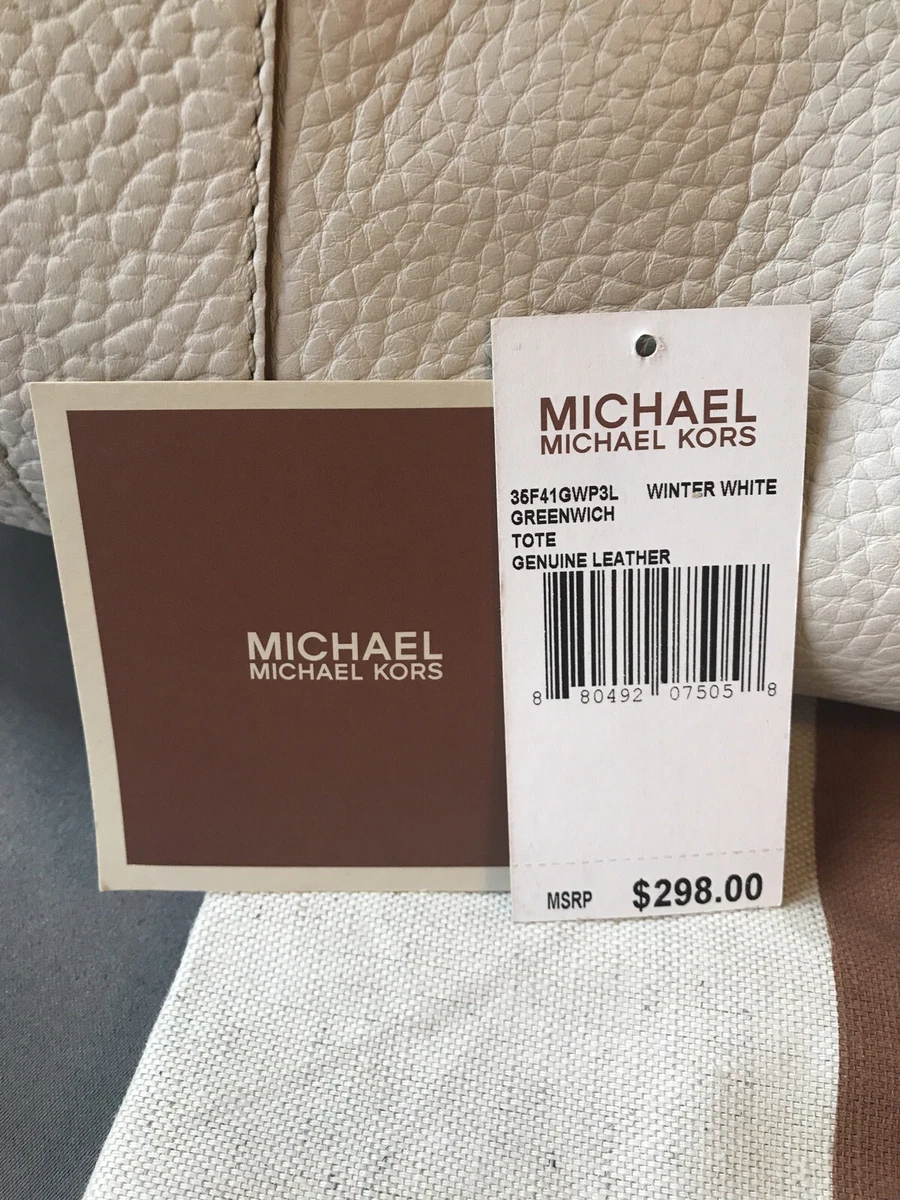 MICHAEL
MICHAEL KORS
MICHAEL
MICHAEL KORS
35F41GWP3L WINTER WHITE
GREENWICH
TOTE
GENUINE LEATHER
8 80492 07505 8
MSRP $298.00